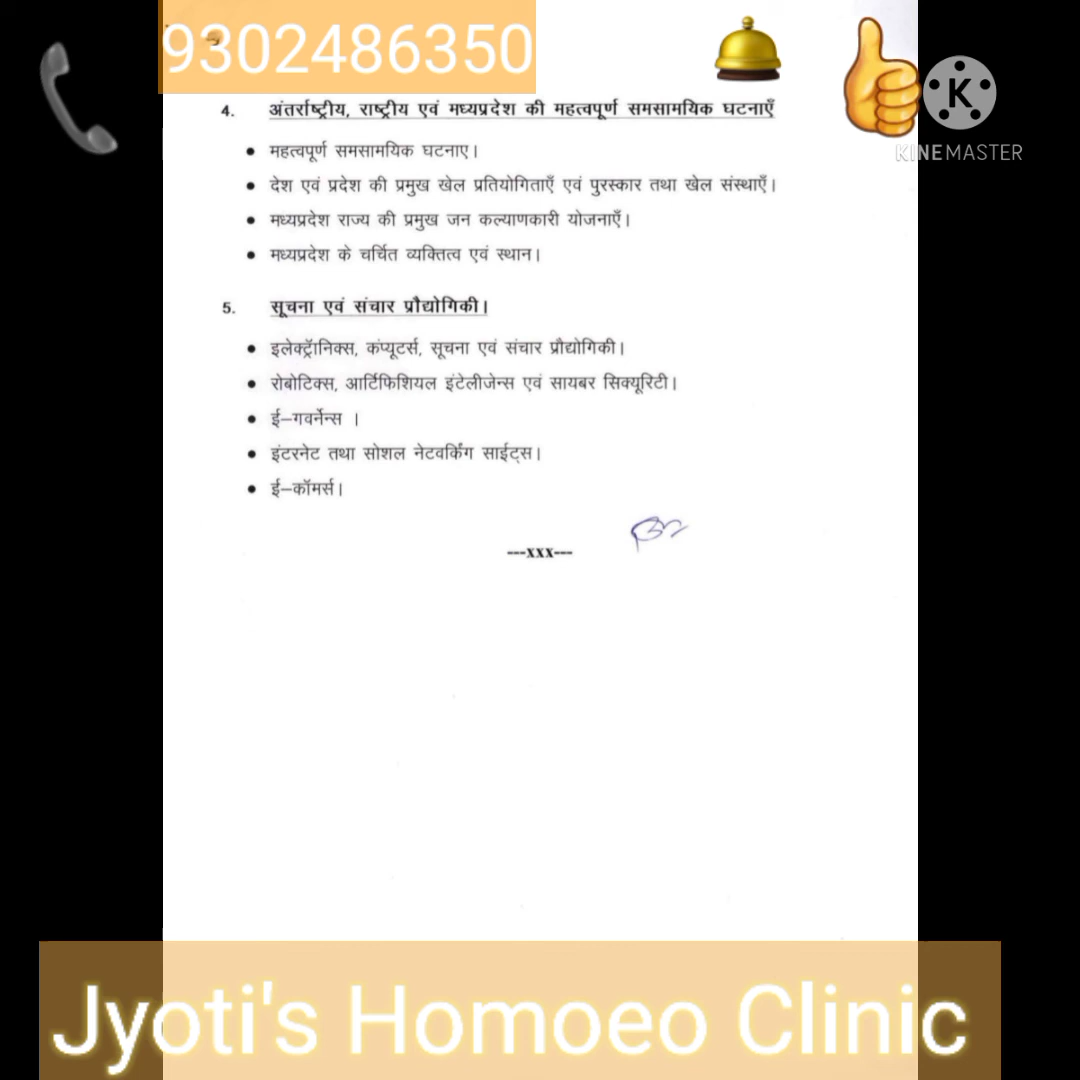 9302486350
KINEMASTER
4. अंतर्राष्ट्रीय, राष्ट्रीय एवं मध्यप्रदेश की महत्वपूर्ण समसामयिक घटनाएँ
• महत्वपूर्ण समसामयिक घटनाए।
• देश एवं प्रदेश की प्रमुख खेल प्रतियोगिताएँ एवं पुरस्कार तथा खेल संस्थाएँ।
• मध्यप्रदेश राज्य की प्रमुख जन कल्याणकारी योजनाएँ।
• मध्यप्रदेश के चर्चित व्यक्तित्व एवं स्थान।
5. सूचना एवं संचार प्रौद्योगिकी।
• इलेक्ट्रॉनिक्स, कंप्यूटर्स, सूचना एवं संचार प्रौद्योगिकी।
• रोबोटिक्स, आर्टिफिशियल इंटेलीजेन्स एवं सायबर सिक्यूरिटी।
• ई–गवर्नेन्स ।
• इंटरनेट तथा सोशल नेटवर्किंग साईट्स।
• ई–कॉमर्स।
---xxx---
Jyoti's Homoeo Clinic